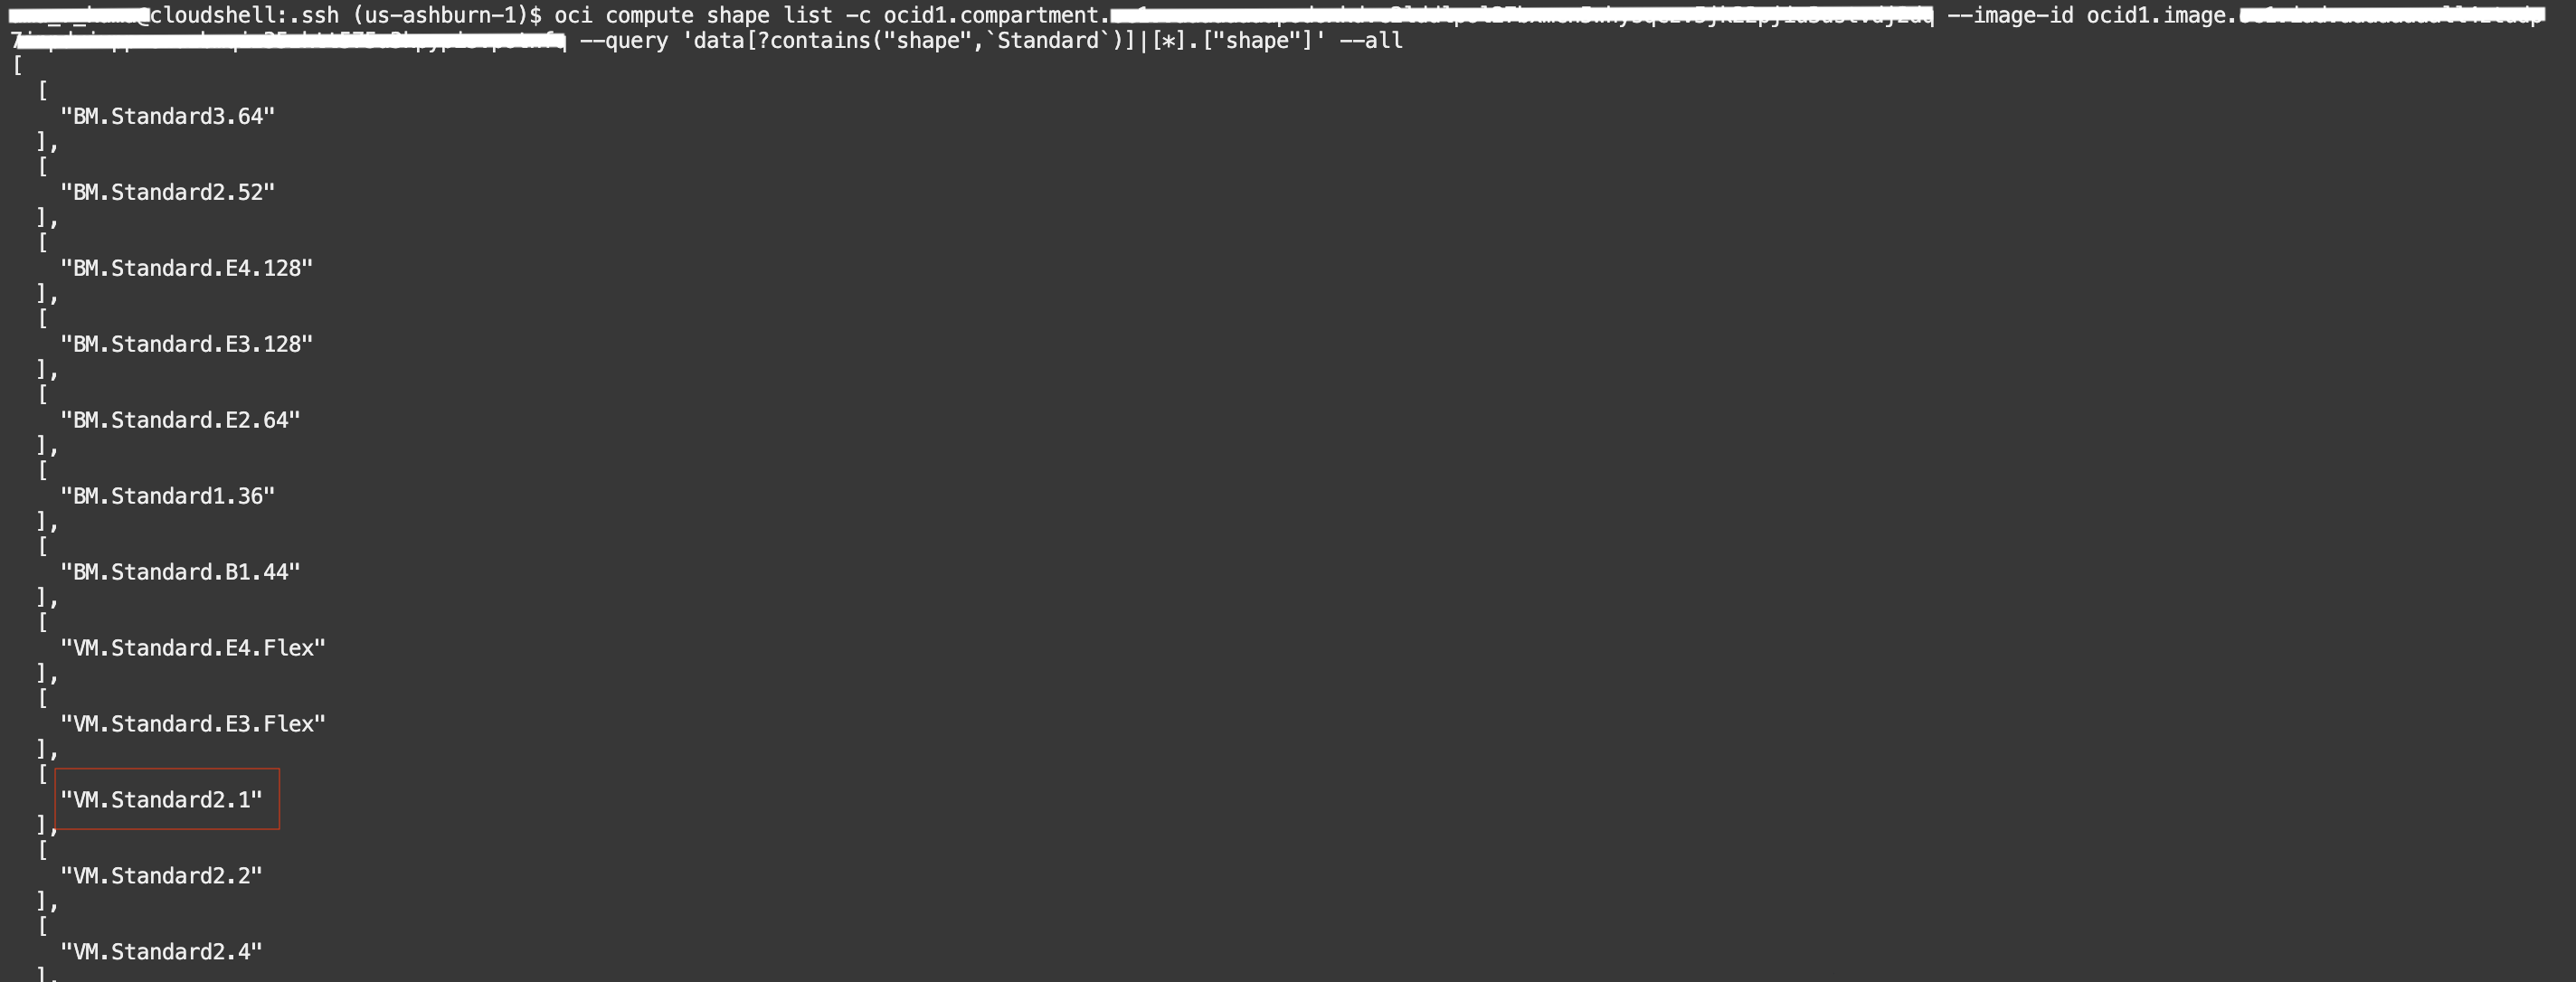 cloudshell:.ssh (us-ashburn-1)$ oci compute shape list -c ocid1.compartment. --image-id ocid1.image.
--query 'data[?contains("shape",`Standard`)]|[*].["shape"]' --all
[
[
"BM.Standard3.64"
],
[
"BM.Standard2.52"
],
[
"BM.Standard.E4.128"
],
[
"BM.Standard.E3.128"
],
[
"BM.Standard.E2.64"
],
[
"BM.Standard1.36"
],
[
"BM.Standard.B1.44"
],
[
"VM.Standard.E4.Flex"
],
[
"VM.Standard.E3.Flex"
],
[
"VM.Standard2.1"
],
[
"VM.Standard2.2"
],
[
"VM.Standard2.4"
],